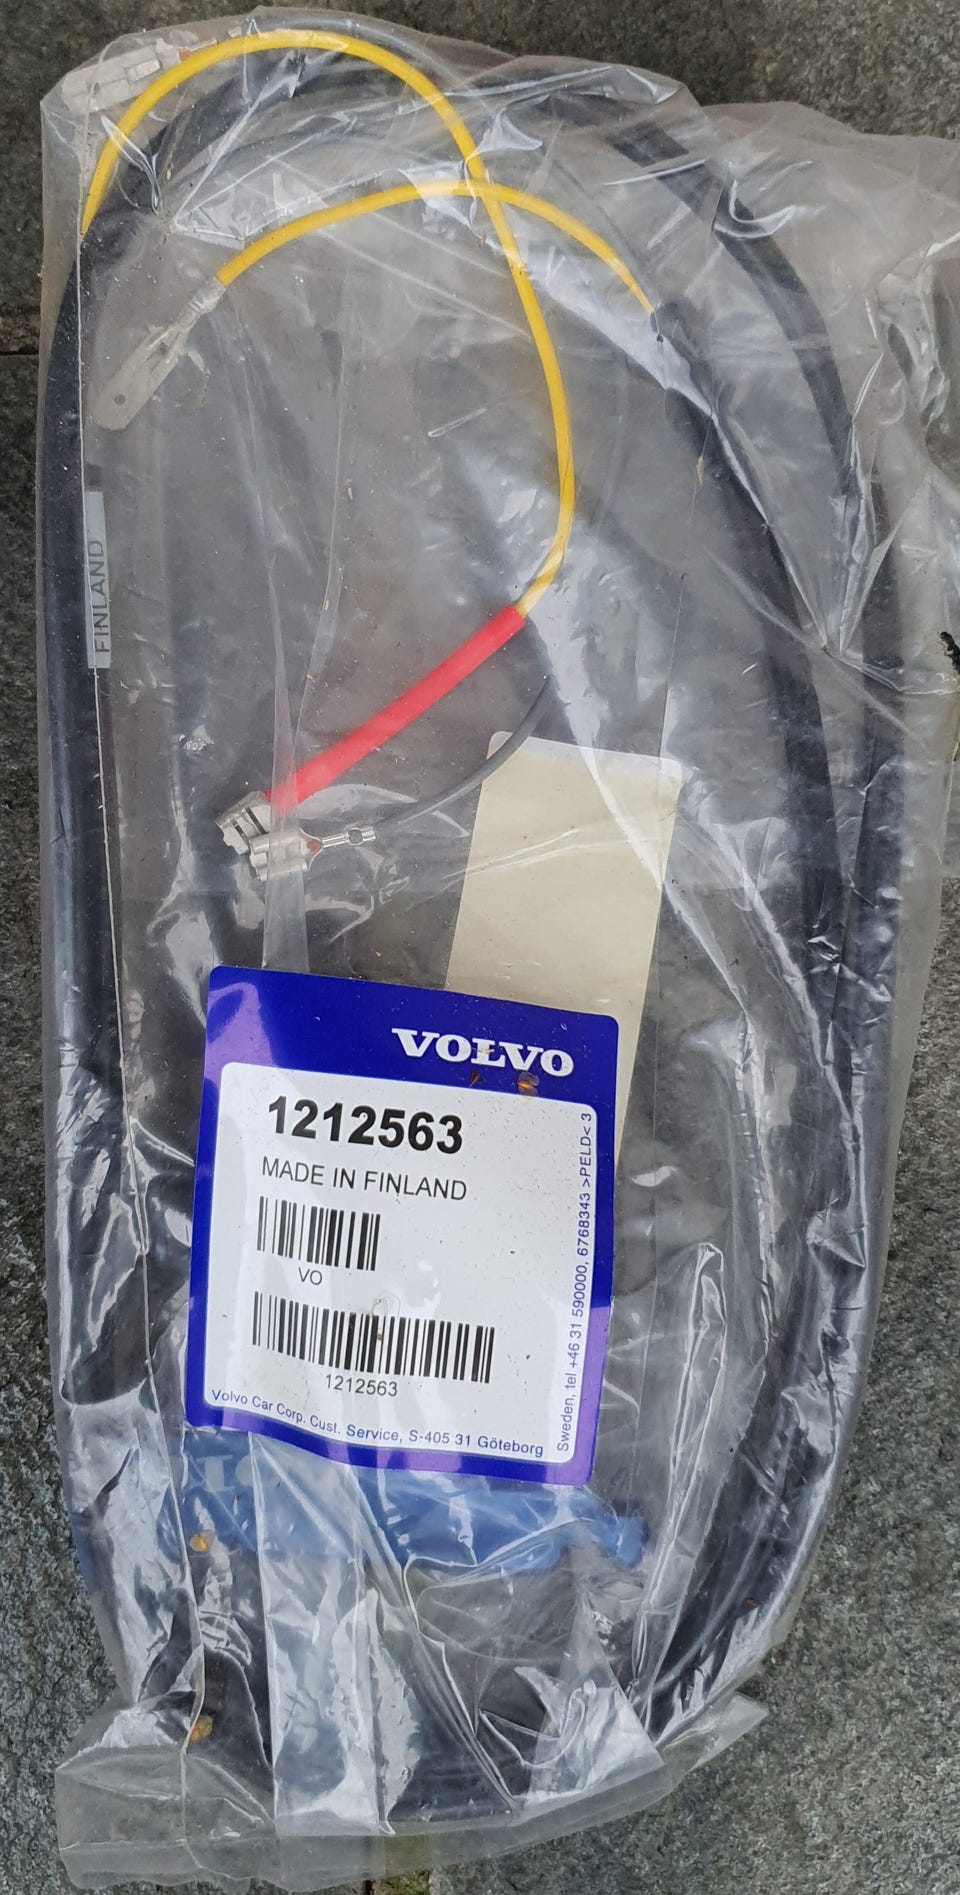 FINLAND
VOLVO
1212563
MADE IN FINLAND
VO
1212563
Volvo Car Corp. Cust. Service, S-405 31 Göteborg
Sweden, tel +46 31 590000, 6768343 >PELD< 3